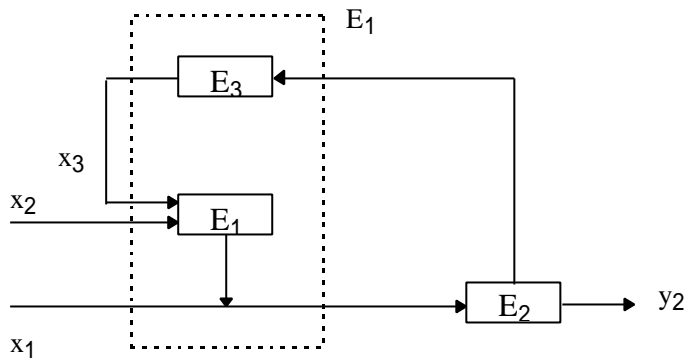 E₁
E₃
x₃
x₂
E₁
E₂
y₂
x₁